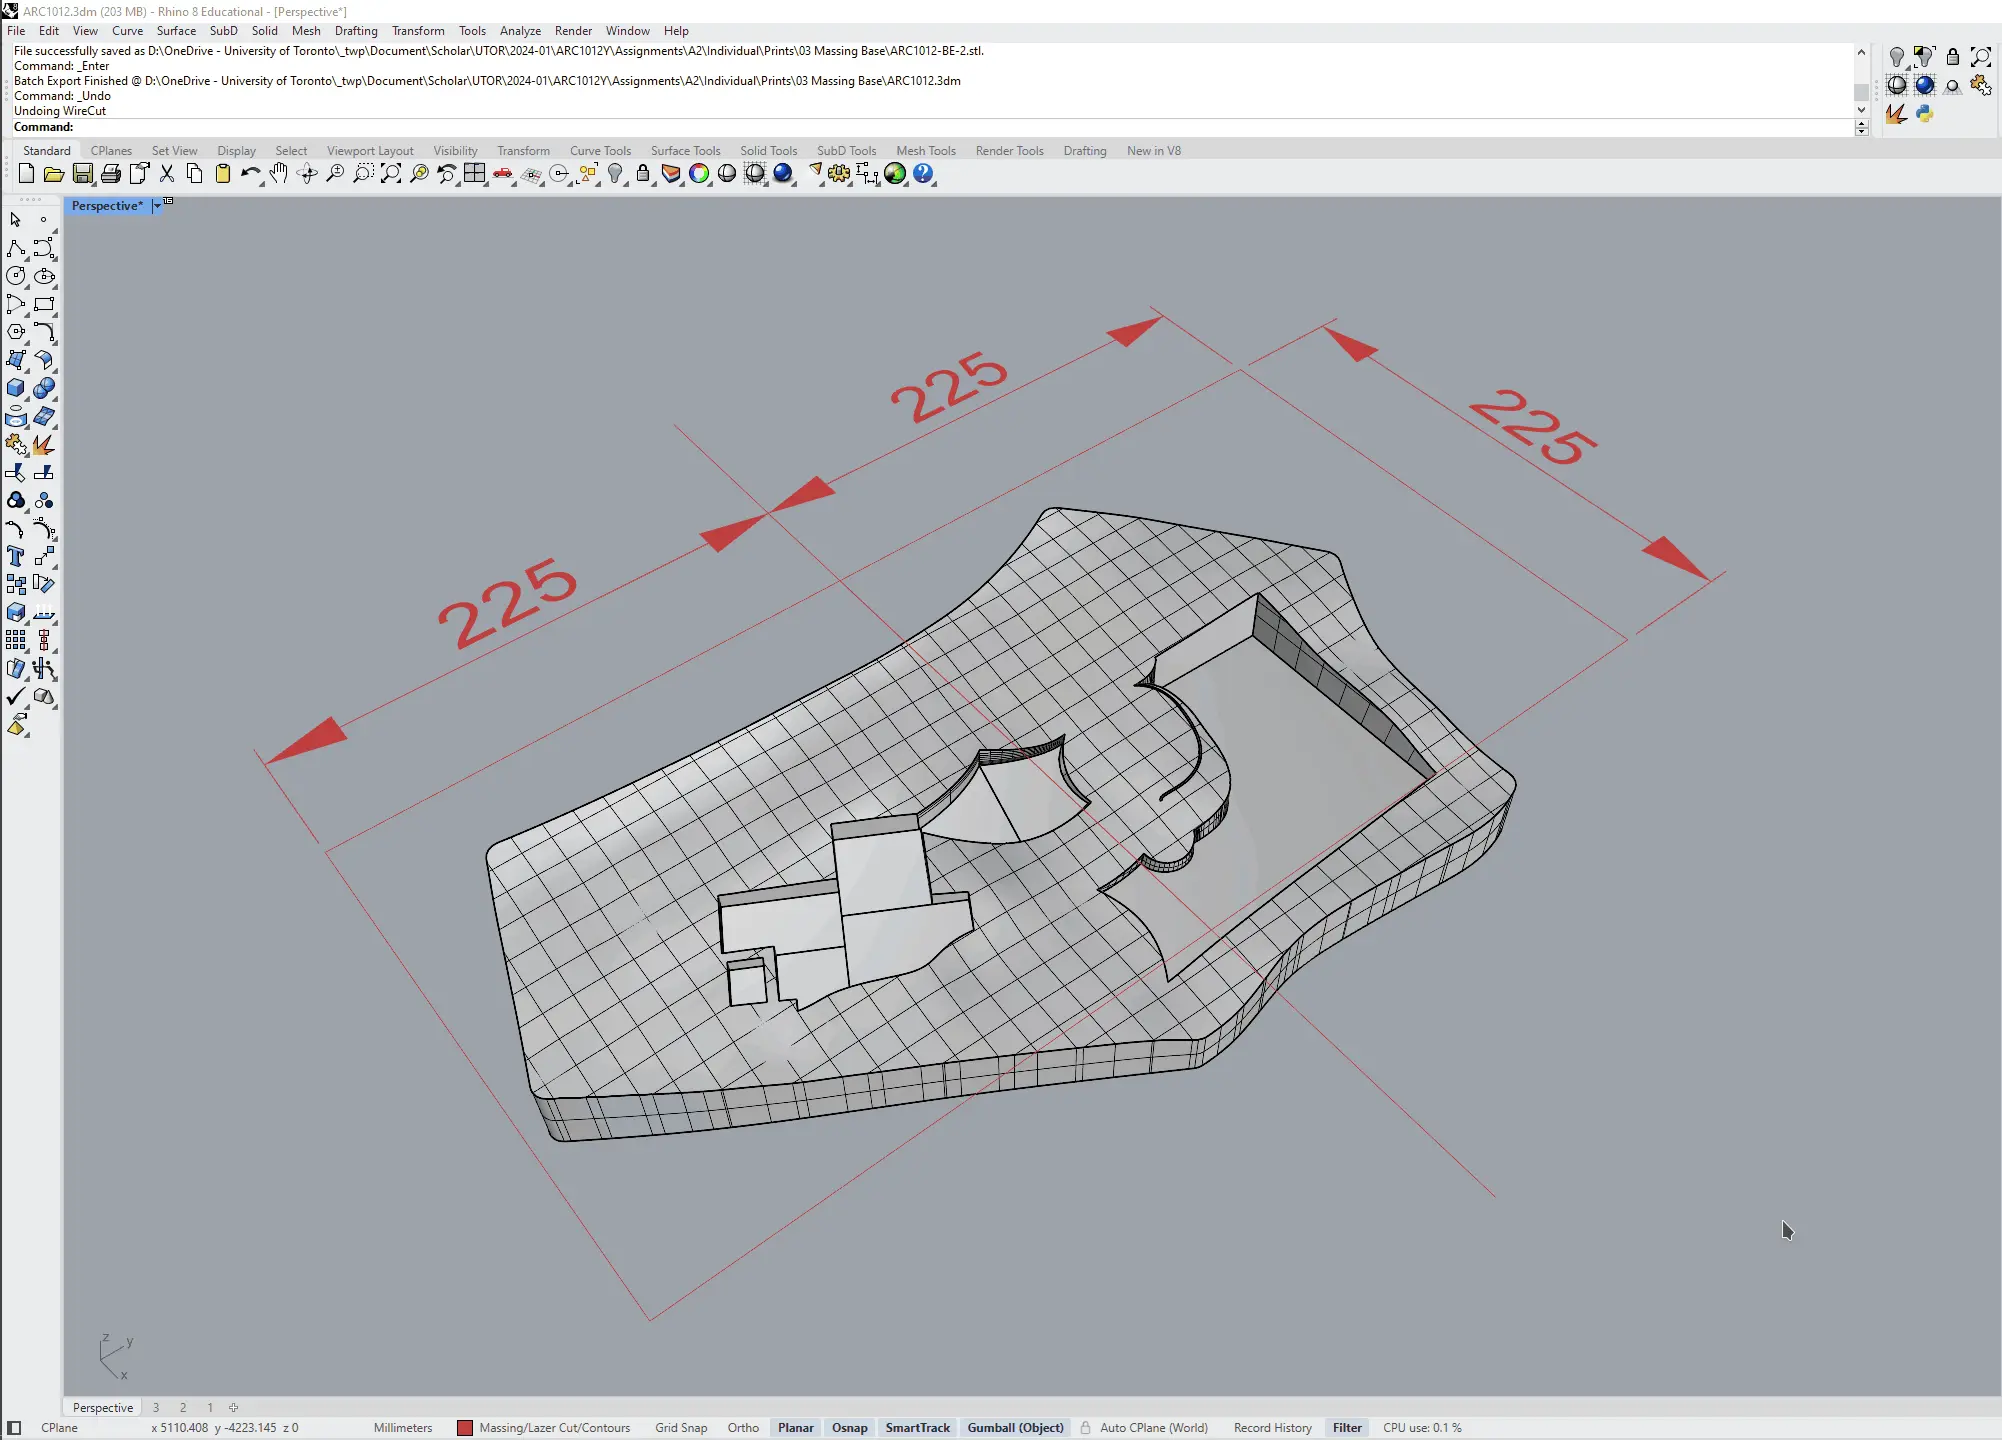 ARC1012.3dm (203 MB) - Rhino 8 Educational - [Perspective*]
File Edit View Curve Surface SubD Solid Mesh Drafting Transform Tools Analyze Render Window Help
File successfully saved as D:\OneDrive - University of Toronto\_twp\Document\Scholar\UTOR\2024-01\ARC1012Y\Assignments\A2\Individual\Prints\03 Massing Base\ARC1012-BE-2.stl.
Command: _Enter
Batch Export Finished @ D:\OneDrive - University of Toronto\_twp\Document\Scholar\UTOR\2024-01\ARC1012Y\Assignments\A2\Individual\Prints\03 Massing Base\ARC1012.3dm
Command: _Undo
Undoing WireCut
Command:
Standard CPlanes Set View Display Select Viewport Layout Visibility Transform Curve Tools Surface Tools Solid Tools SubD Tools Mesh Tools Render Tools Drafting New in V8
Perspective*
225
225
225
z
y
x
Perspective 3 2 1
CPlane x 5110.408 y -4223.145 z 0 Millimeters Massing/Lazer Cut/Contours Grid Snap Ortho Planar Osnap SmartTrack Gumball (Object) Auto CPlane (World) Record History Filter CPU use: 0.1 %